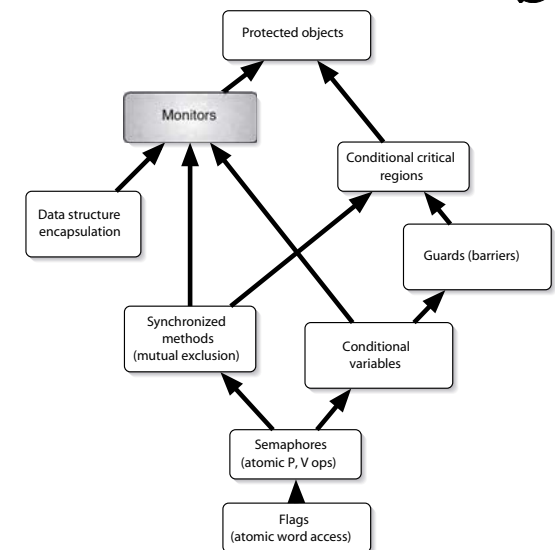 Protected objects
Monitors
Conditional critical
regions
Data structure
encapsulation
Guards (barriers)
Synchronized
methods
(mutual exclusion)
Conditional
variables
Semaphores
(atomic P, V ops)
Flags
(atomic word access)